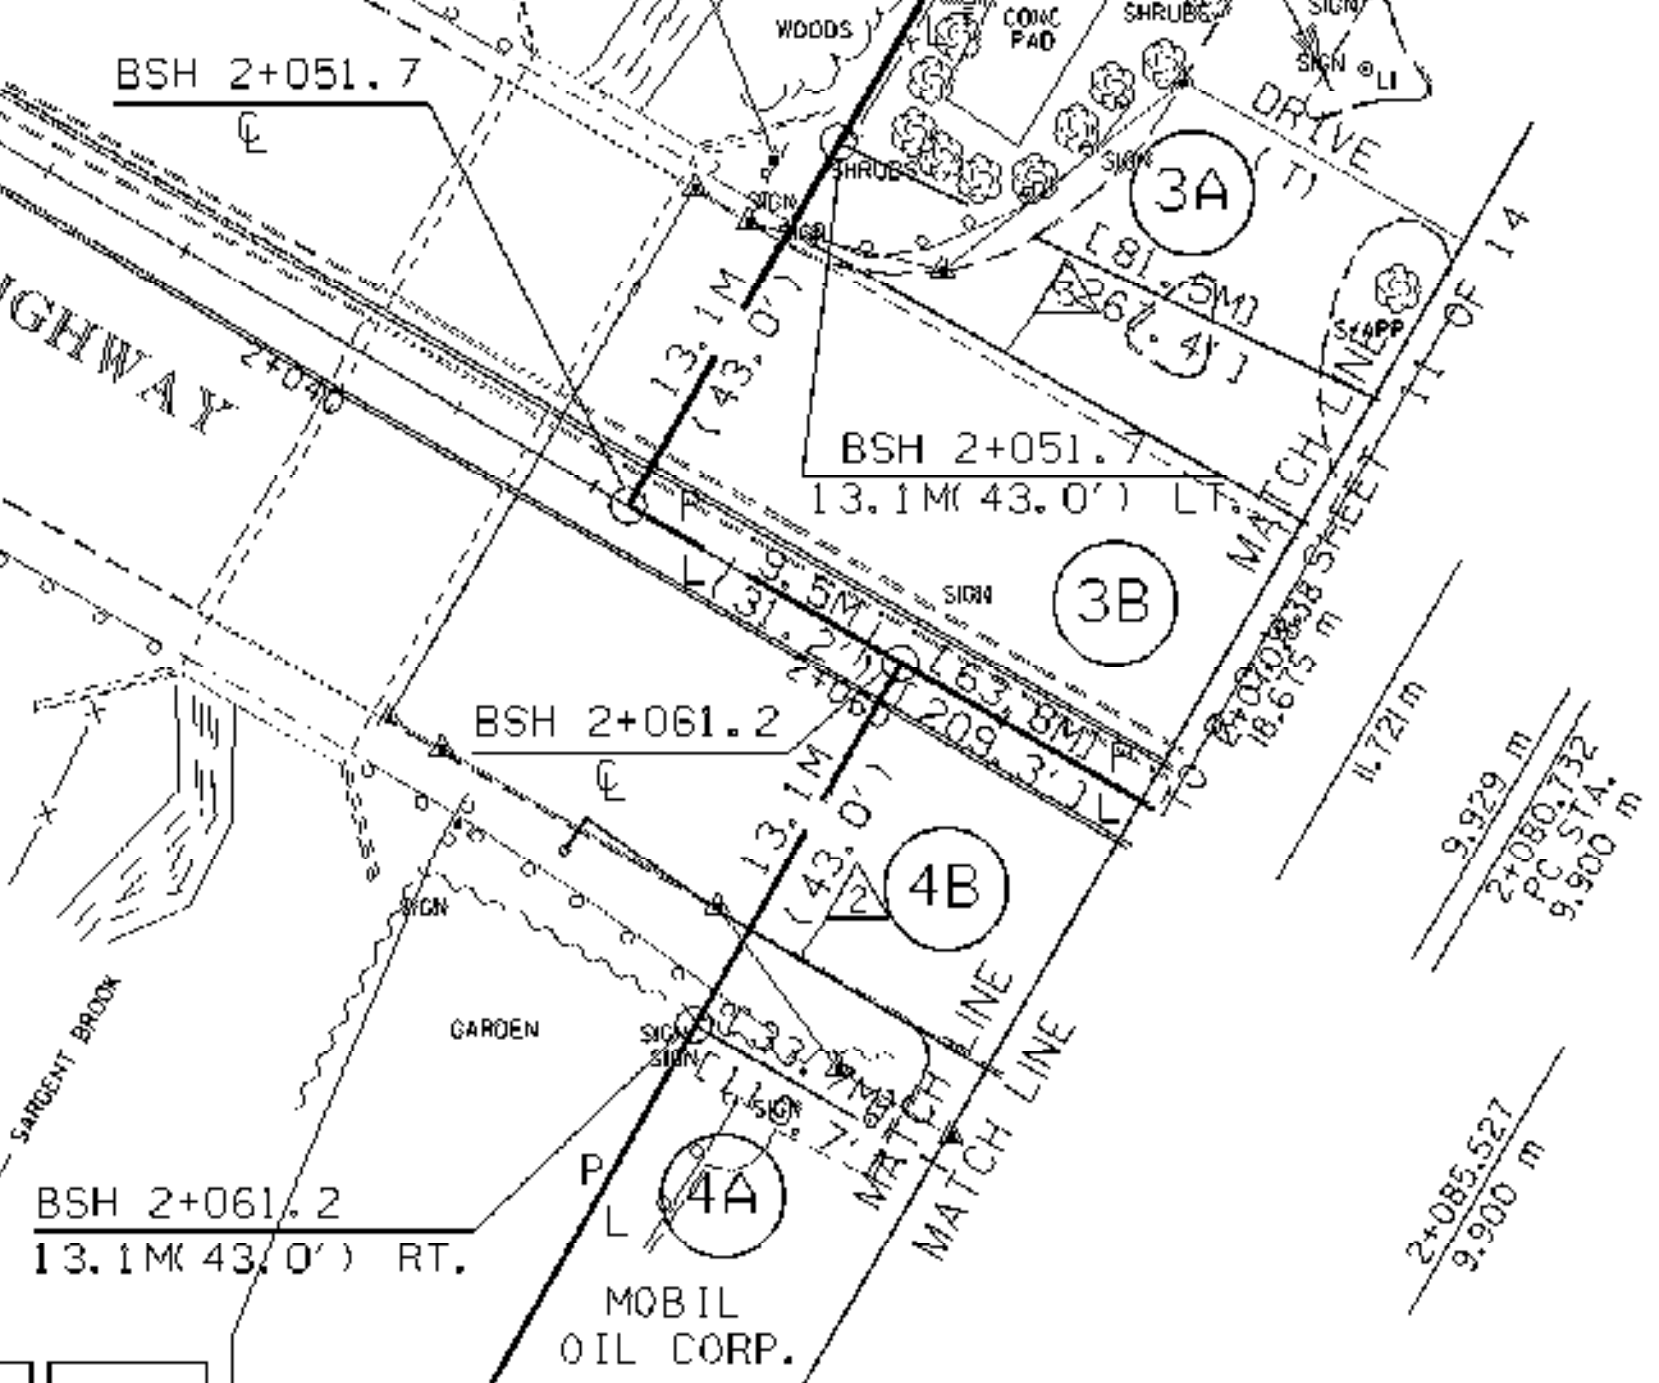 WOODS
CONC
PAD
SHRUBS
SIGN
SIGN
LI
BSH 2+051.7
℄
DRIVE
(T)
SIGN
3A
SHRUBS
SIGN
SIGN
14
OF
11
SHEET
TO
MATCH LINE
[81.5M]
S/APP
HIGHWAY
2+040
13.1M
(43.0')
BSH 2+051.7
13.1M(43.0') LT.
P
L
9.5M
(31.2')
SIGN
3B
18.675 m
11.721 m
9.929 m
2+080.732
PC STA.
9.900 m
2+060
[63.8M]
[209.3']
P
L
BSH 2+061.2
℄
13.1M
(43.0')
2
4B
SIGN
GARDEN
SARGENT BROOK
SIGN
SIGN
SIGN
MATCH LINE
MATCH LINE
2+085.527
9.900 m
P
L
4A
BSH 2+061.2
13.1M(43.0') RT.
MOBIL
OIL CORP.